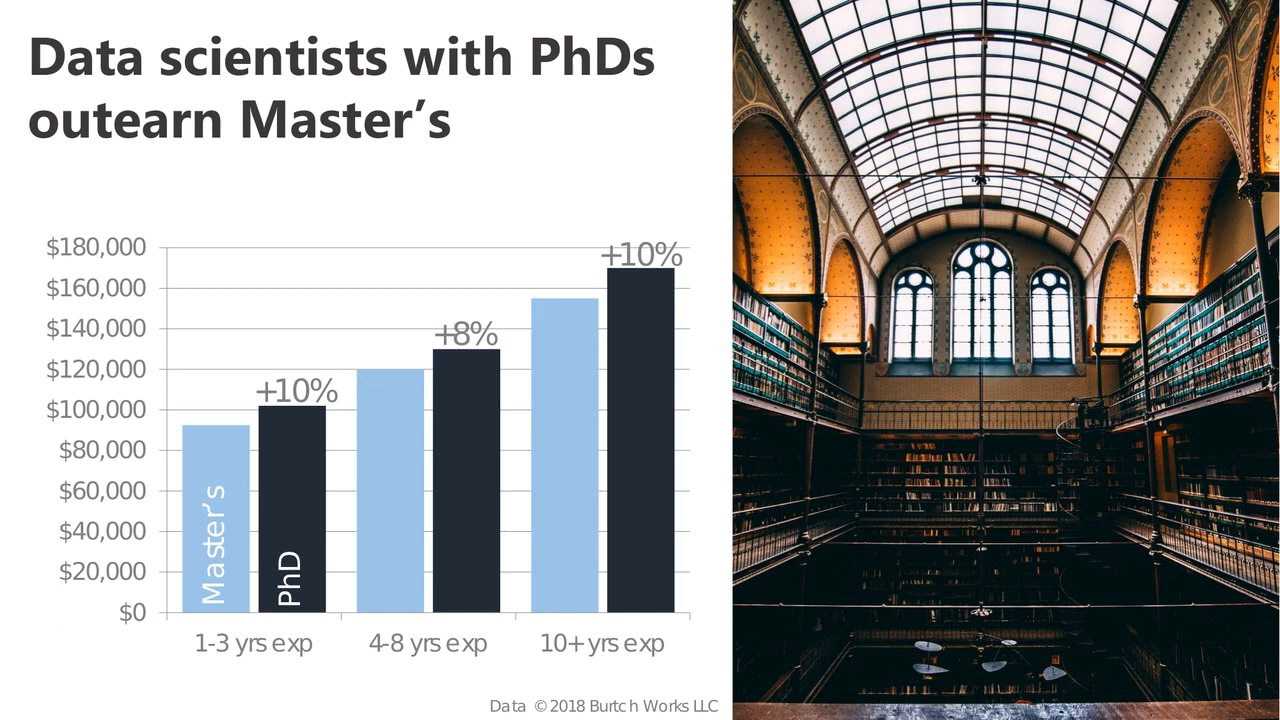 Data scientists with PhDs
outearn Master’s
$180,000
$160,000
$140,000
$120,000
$100,000
$80,000
$60,000
$40,000
$20,000
$0
+10%
+8%
+10%
Master's
PhD
1-3 yrs exp
4-8 yrs exp
10+ yrs exp
Data © 2018 Burtch Works LLC